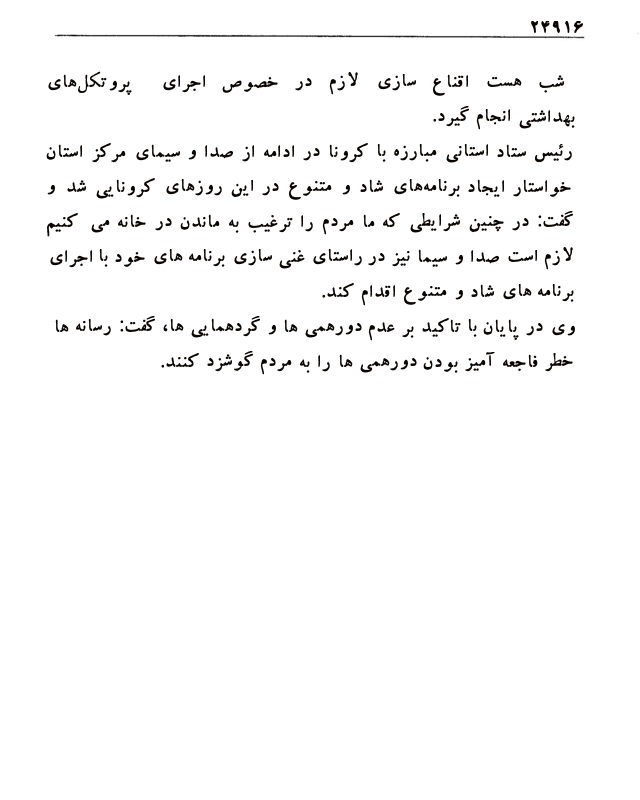 ۲۴۹۱۶
شب هست اقناع سازی لازم در خصوص اجرای پروتکل‌های
بهداشتی انجام گیرد.
رئیس ستاد استانی مبارزه با کرونا در ادامه از صدا و سیمای مرکز استان
خواستار ایجاد برنامه‌های شاد و متنوع در این روزهای کرونایی شد و
گفت: در چنین شرایطی که ما مردم را ترغیب به ماندن در خانه می کنیم
لازم است صدا و سیما نیز در راستای غنی سازی برنامه های خود با اجرای
برنامه های شاد و متنوع اقدام کند.
وی در پایان با تاکید بر عدم دورهمی ها و گردهمایی ها، گفت: رسانه ها
خطر فاجعه آمیز بودن دورهمی ها را به مردم گوشزد کنند.